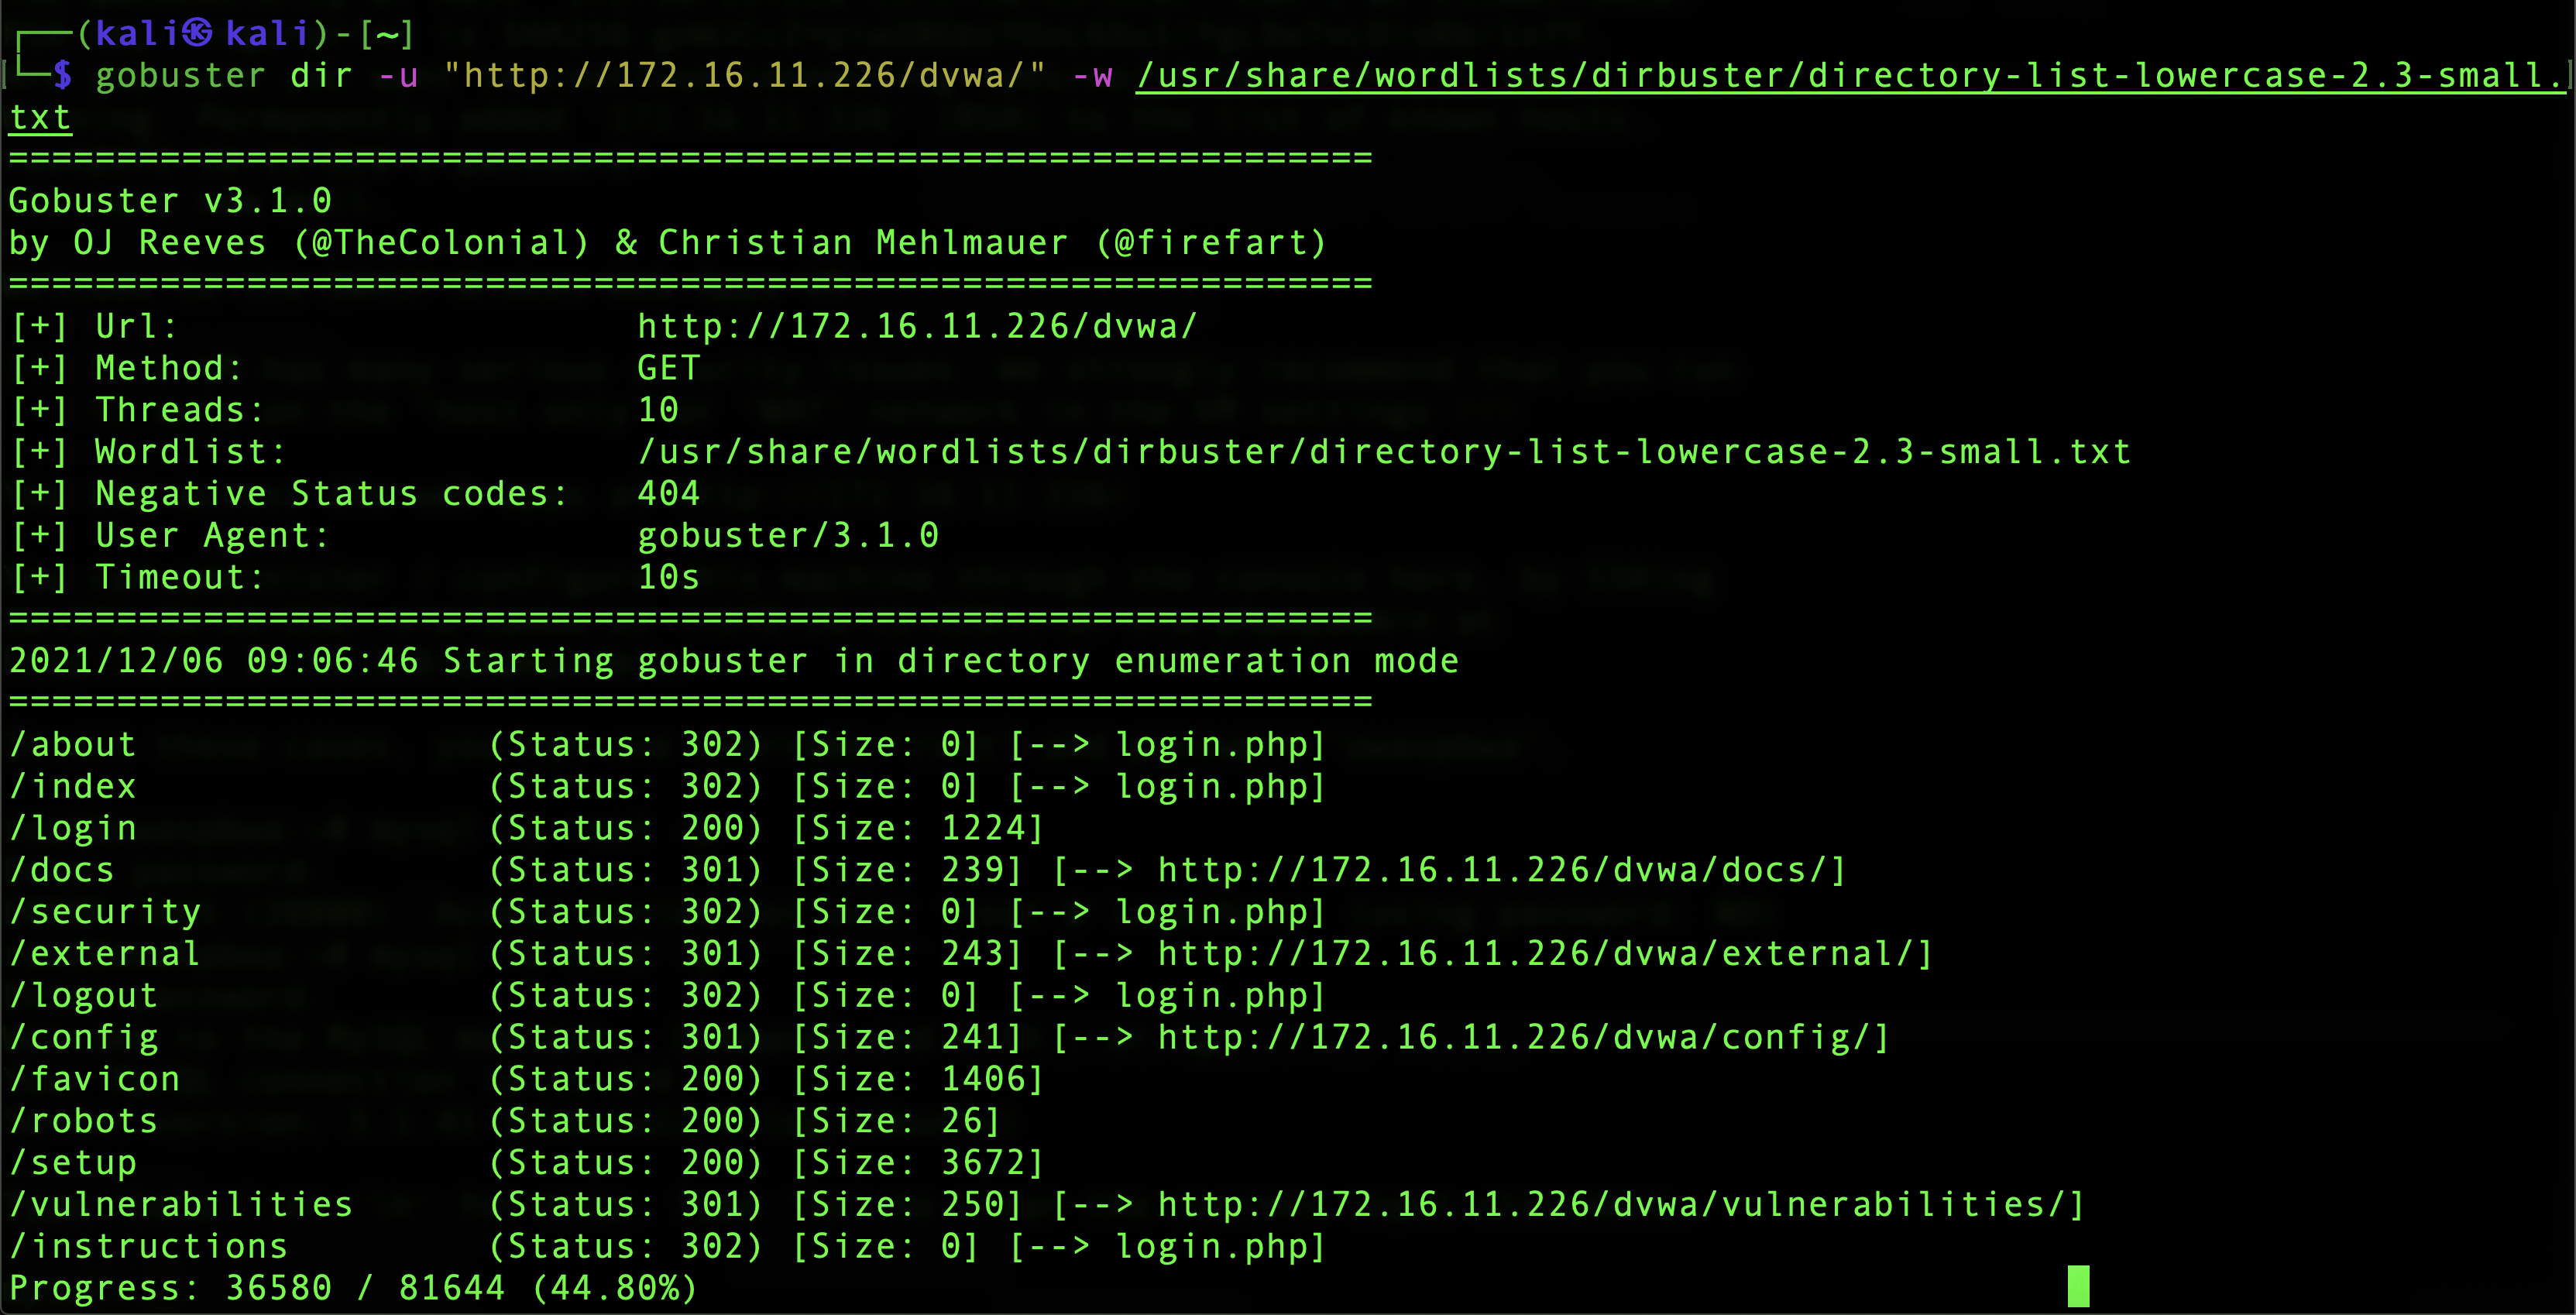 ┌──(kali㉿kali)-[~]
└─$ gobuster dir -u "http://172.16.11.226/dvwa/" -w /usr/share/wordlists/dirbuster/directory-list-lowercase-2.3-small.
txt
===============================================================
Gobuster v3.1.0
by OJ Reeves (@TheColonial) & Christian Mehlmauer (@firefart)
===============================================================
[+] Url:                     http://172.16.11.226/dvwa/
[+] Method:                  GET
[+] Threads:                 10
[+] Wordlist:                /usr/share/wordlists/dirbuster/directory-list-lowercase-2.3-small.txt
[+] Negative Status codes:   404
[+] User Agent:              gobuster/3.1.0
[+] Timeout:                 10s
===============================================================
2021/12/06 09:06:46 Starting gobuster in directory enumeration mode
===============================================================
/about                (Status: 302) [Size: 0] [--> login.php]
/index                (Status: 302) [Size: 0] [--> login.php]
/login                (Status: 200) [Size: 1224]
/docs                 (Status: 301) [Size: 239] [--> http://172.16.11.226/dvwa/docs/]
/security             (Status: 302) [Size: 0] [--> login.php]
/external             (Status: 301) [Size: 243] [--> http://172.16.11.226/dvwa/external/]
/logout               (Status: 302) [Size: 0] [--> login.php]
/config               (Status: 301) [Size: 241] [--> http://172.16.11.226/dvwa/config/]
/favicon              (Status: 200) [Size: 1406]
/robots               (Status: 200) [Size: 26]
/setup                (Status: 200) [Size: 3672]
/vulnerabilities      (Status: 301) [Size: 250] [--> http://172.16.11.226/dvwa/vulnerabilities/]
/instructions         (Status: 302) [Size: 0] [--> login.php]
Progress: 36580 / 81644 (44.80%)